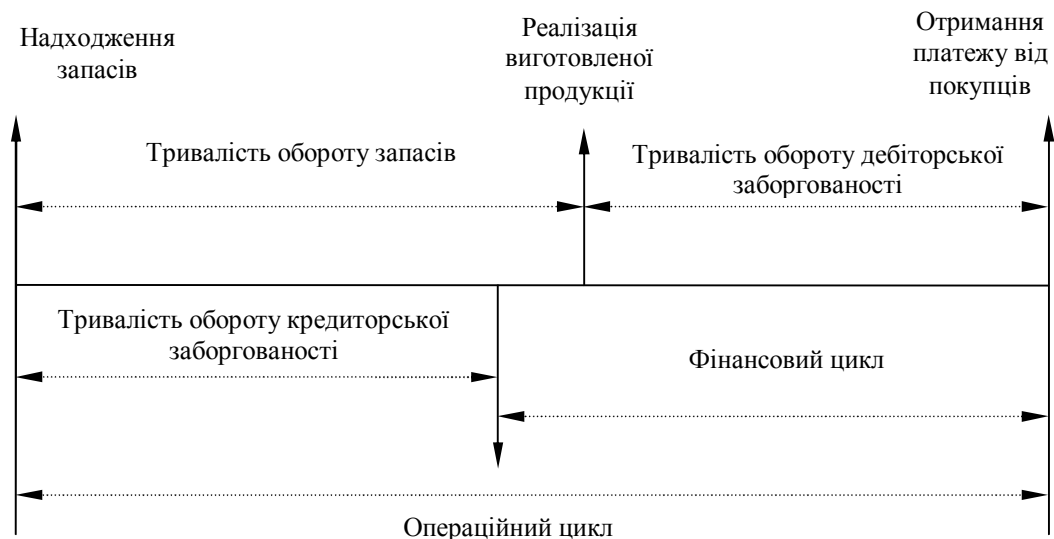 Надходження
запасів
Реалізація
виготовленої
продукції
Отримання
платежу від
покупців
Тривалість обороту запасів
Тривалість обороту дебіторської
заборгованості
Тривалість обороту кредиторської
заборгованості
Фінансовий цикл
Операційний цикл